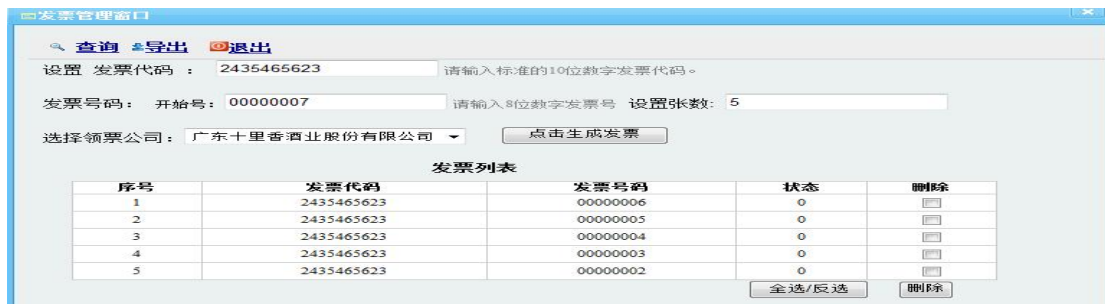 发票管理窗口
查询 导出 退出
设置 发票代码 : 2435465623 请输入标准的10位数字发票代码。
发票号码: 开始号: 00000007 请输入8位数字发票号 设置张数: 5
选择领票公司: 广东十里香酒业股份有限公司 点击生成发票
发票列表
序号 发票代码 发票号码 状态 删除
1 2435465623 00000006 0
2 2435465623 00000005 0
3 2435465623 00000004 0
4 2435465623 00000003 0
5 2435465623 00000002 0
全选/反选 删除